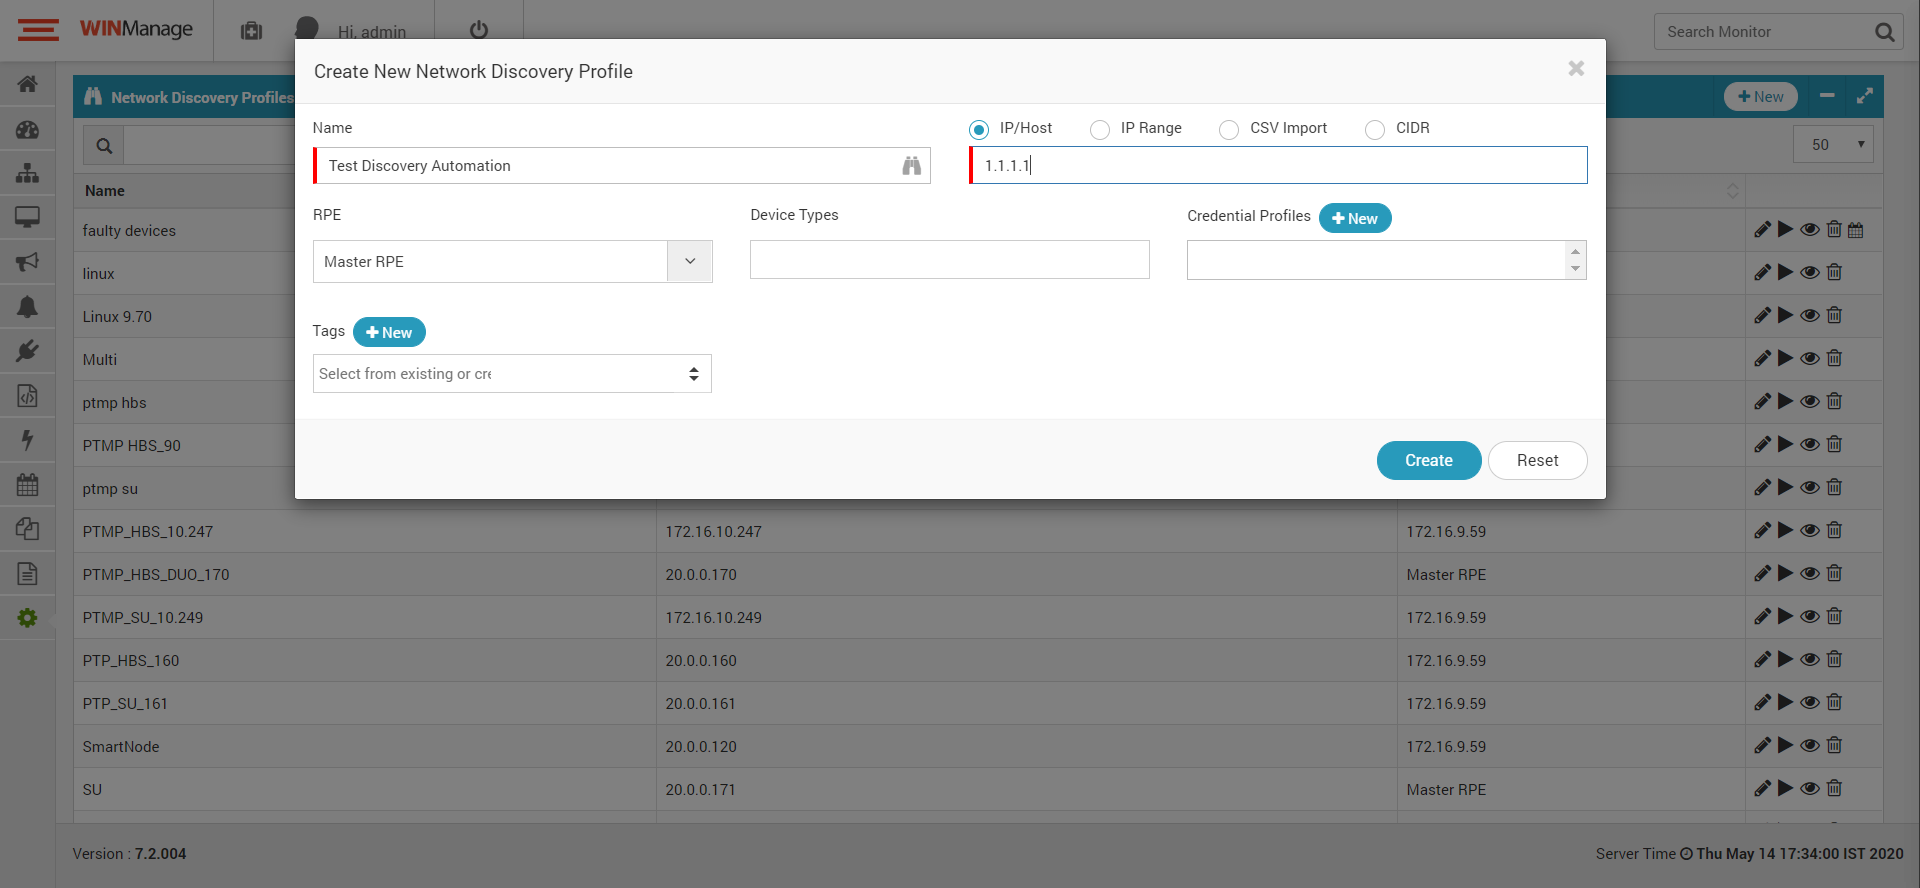 WINManage
Hi, admin
Search Monitor
Create New Network Discovery Profile
Network Discovery Profiles
New
Name
IP/Host
IP Range
CSV Import
CIDR
Test Discovery Automation
1.1.1.1
50
Name
RPE
Device Types
Credential Profiles
New
Master RPE
faulty devices
linux
Linux 9.70
Tags
New
Multi
Select from existing or cre
ptmp hbs
PTMP HBS_90
Create
Reset
ptmp su
PTMP_HBS_10.247 172.16.10.247 172.16.9.59
PTMP_HBS_DUO_170 20.0.0.170 Master RPE
PTMP_SU_10.249 172.16.10.249 172.16.9.59
PTP_HBS_160 20.0.0.160 172.16.9.59
PTP_SU_161 20.0.0.161 172.16.9.59
SmartNode 20.0.0.120 172.16.9.59
SU 20.0.0.171 Master RPE
Version : 7.2.004
Server Time Thu May 14 17:34:00 IST 2020